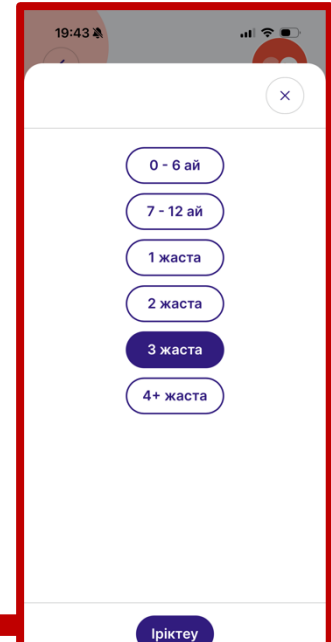 19:43
0 - 6 ай
7 - 12 ай
1 жаста
2 жаста
3 жаста
4+ жаста
Іріктеу